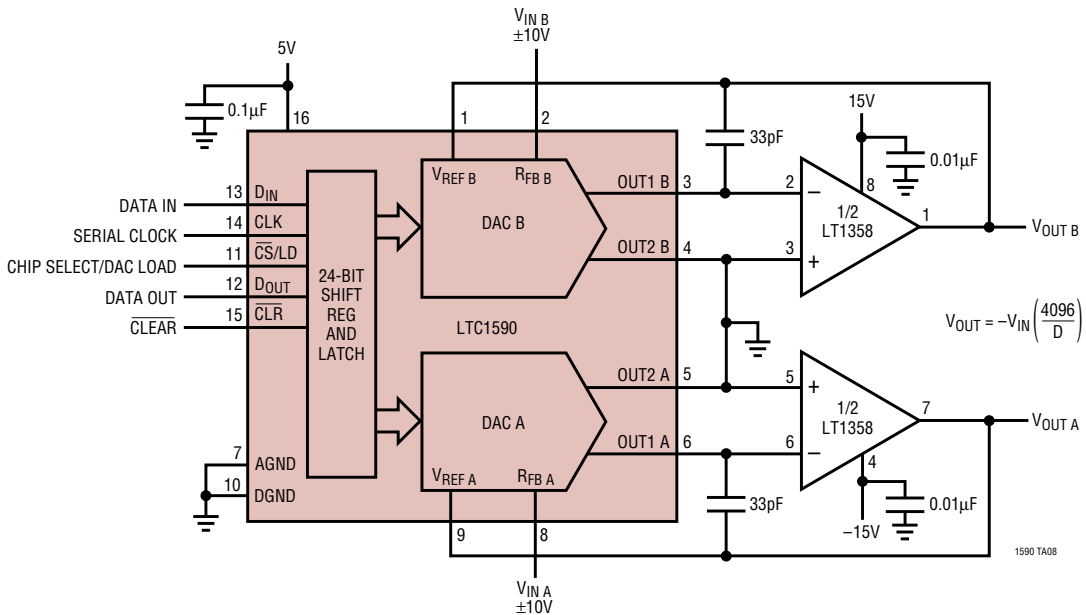 V_IN B
±10V
5V
0.1µF
16
1
2
33pF
15V
0.01µF
8
V_REF B
R_FB B
OUT1 B
3
2
–
DAC B
1/2
LT1358
1
V_OUT B
OUT2 B
4
3
+
13
D_IN
DATA IN
14
CLK
SERIAL CLOCK
11
C̅S̅/LD
CHIP SELECT/DAC LOAD
12
D_OUT
DATA OUT
15
C̅L̅R̅
C̅L̅E̅A̅R̅
24-BIT
SHIFT
REG
AND
LATCH
LTC1590
V_OUT = –V_IN (4096/D)
OUT2 A
5
5
+
DAC A
1/2
LT1358
7
V_OUT A
OUT1 A
6
6
–
7
AGND
10
DGND
V_REF A
R_FB A
33pF
4
0.01µF
–15V
9
8
V_IN A
±10V
1590 TA08